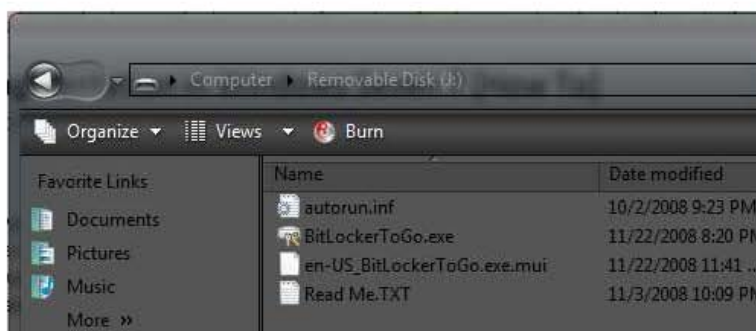 Computer Removable Disk (J:)
Organize Views Burn
Favorite Links
Documents
Pictures
Music
More »
Name Date modified
autorun.inf 10/2/2008 9:23 PM
BitLockerToGo.exe 11/22/2008 8:20 PM
en-US_BitLockerToGo.exe.mui 11/22/2008 11:41 ...
Read Me.TXT 11/3/2008 10:09 PM